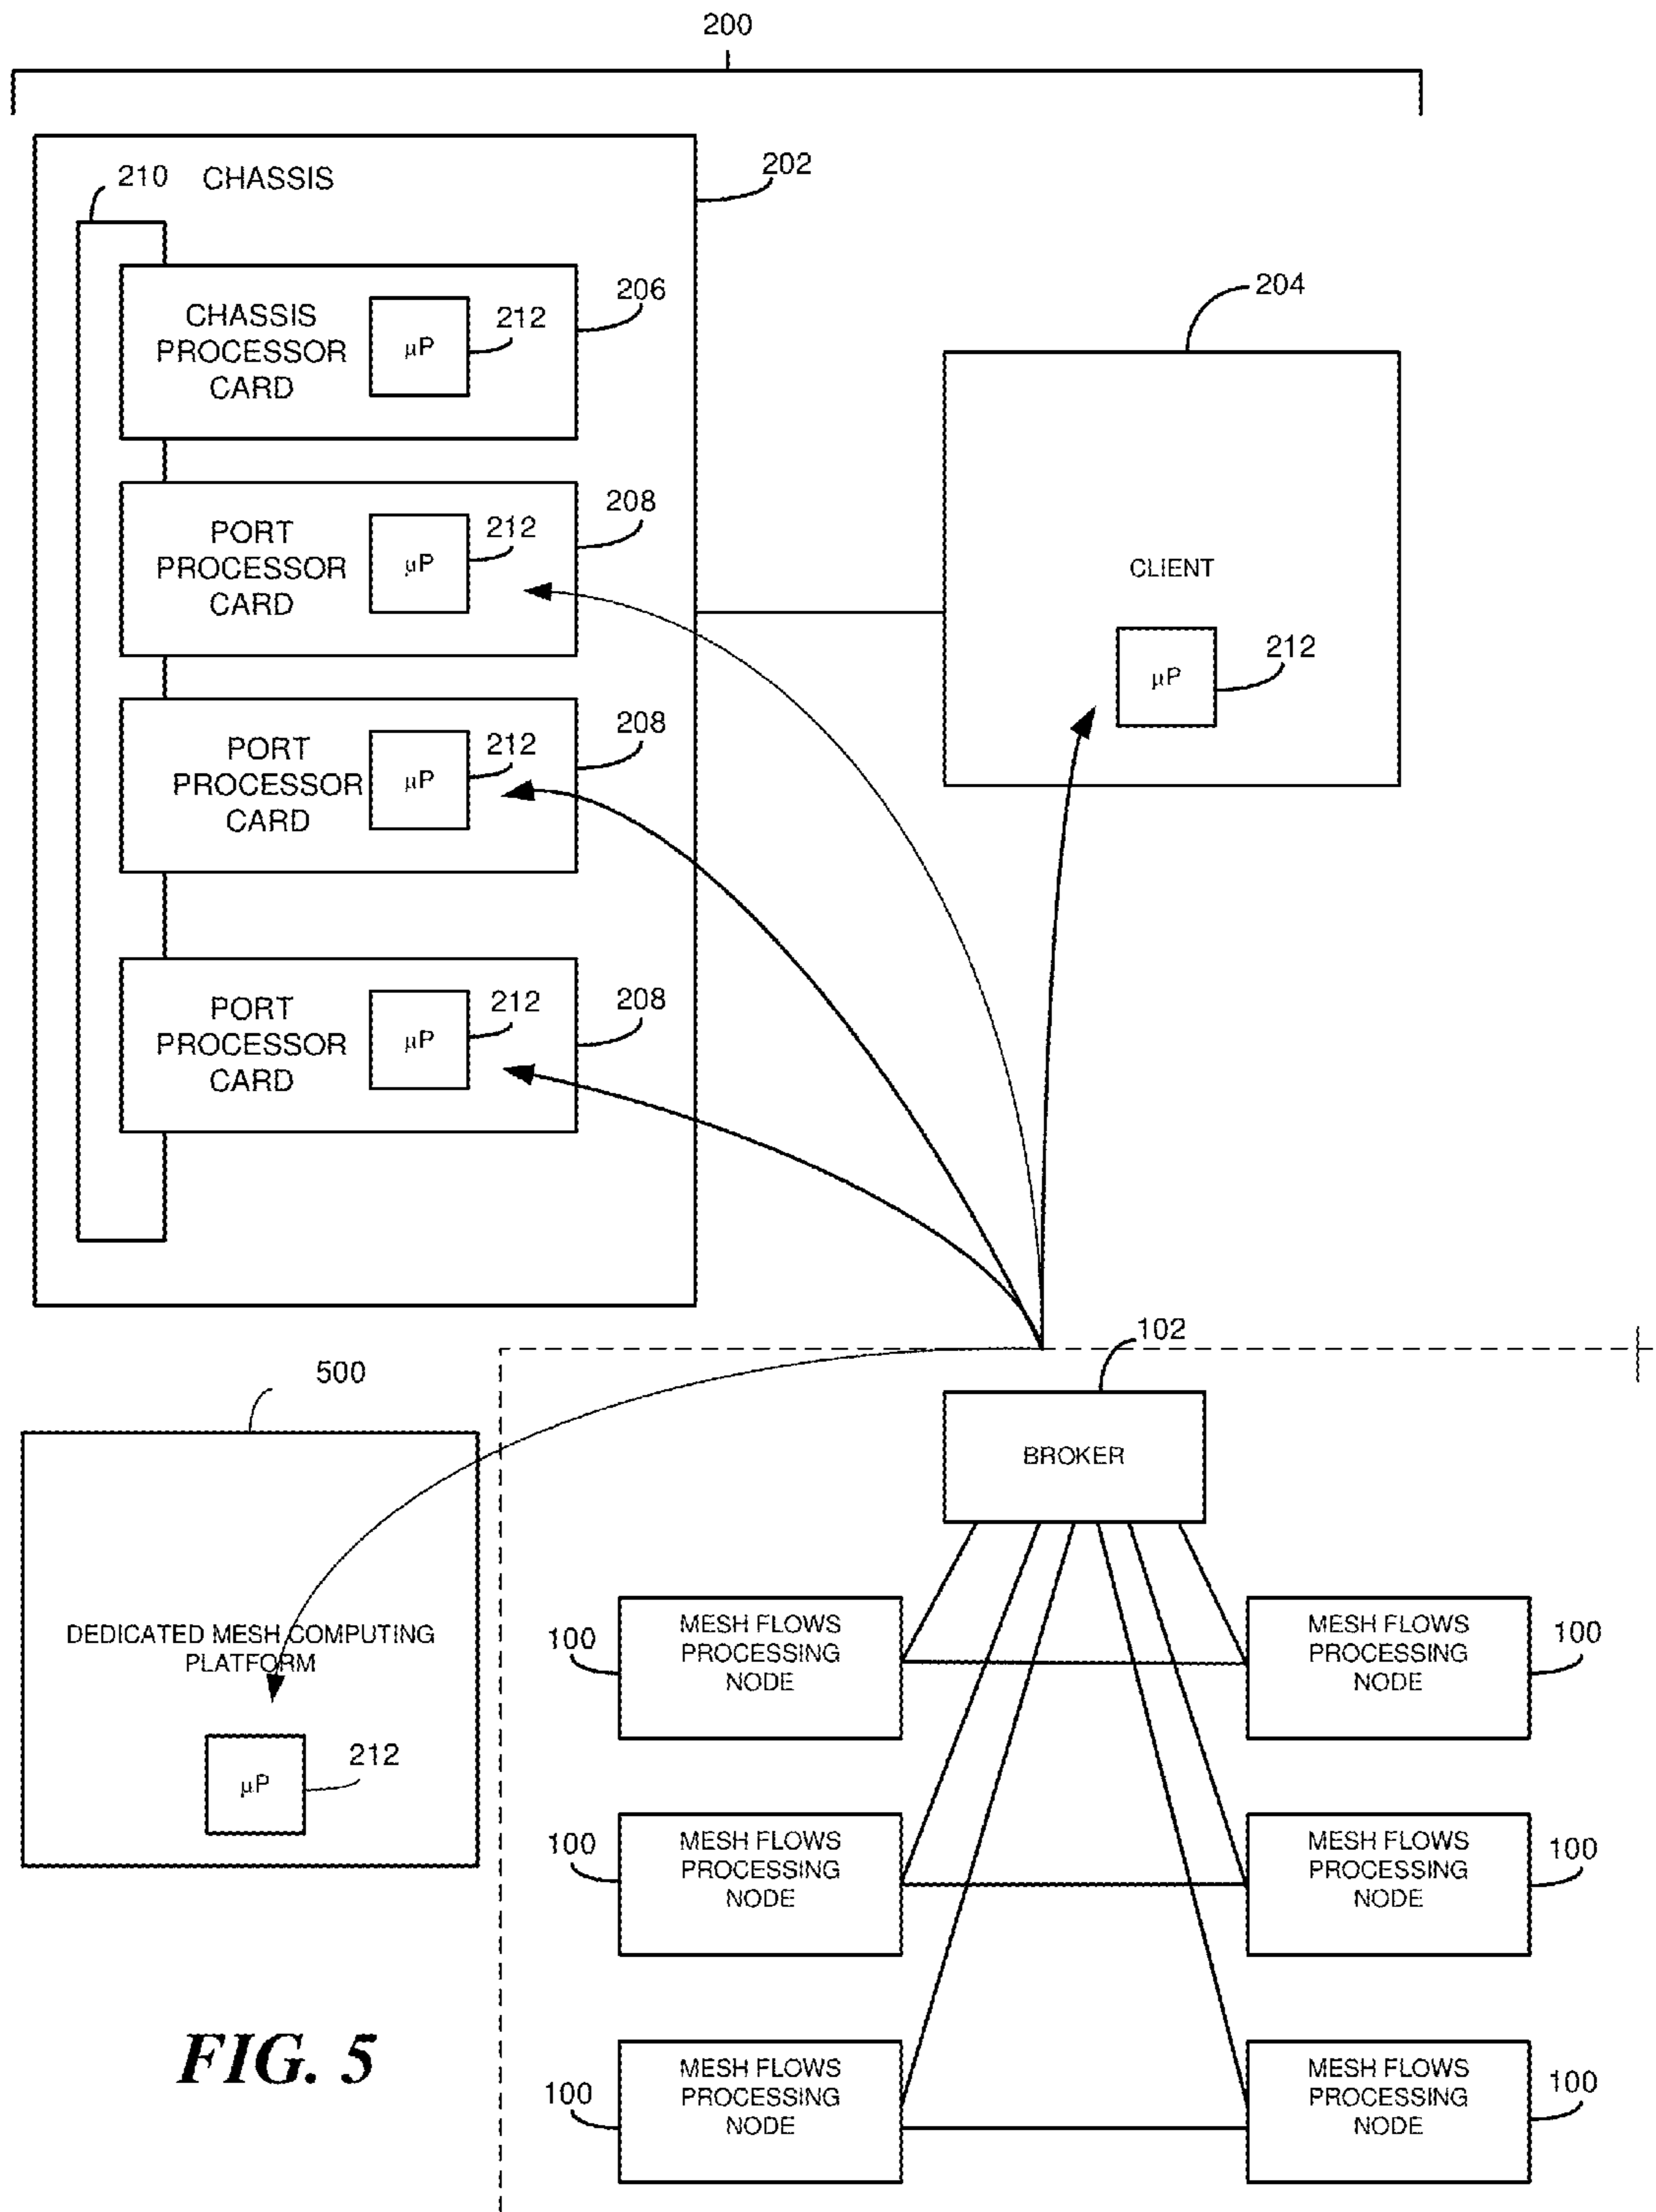 200
202
210 CHASSIS
204
206
CHASSIS
PROCESSOR
CARD
µP
212
208
PORT
PROCESSOR
CARD
µP
212
CLIENT
µP
212
208
PORT
PROCESSOR
CARD
µP
212
208
PORT
PROCESSOR
CARD
µP
212
102
BROKER
500
DEDICATED MESH COMPUTING
PLATFORM
µP
212
100
MESH FLOWS
PROCESSING
NODE
MESH FLOWS
PROCESSING
NODE
100
100
MESH FLOWS
PROCESSING
NODE
MESH FLOWS
PROCESSING
NODE
100
100
MESH FLOWS
PROCESSING
NODE
MESH FLOWS
PROCESSING
NODE
100
FIG. 5